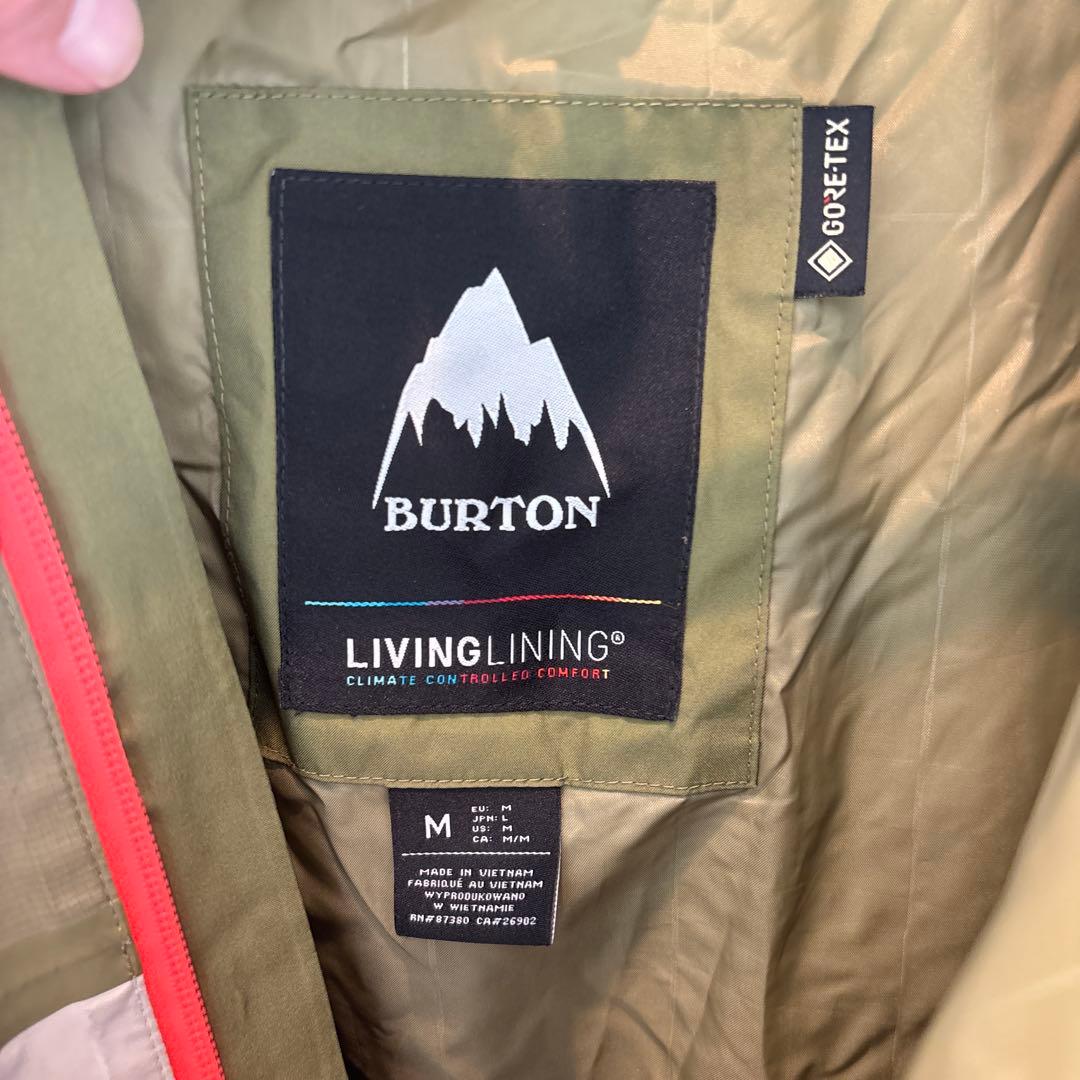 GORE-TEX
BURTON
LIVINGLINING®
CLIMATE CONTROLLED COMFORT
M
EU: M
JPN: L
US: M
CA: M/M
MADE IN VIETNAM
FABRIQUÉ AU VIETNAM
WYPRODUKOWANO
W WIETNAMIE
RN#87380 CA#26902